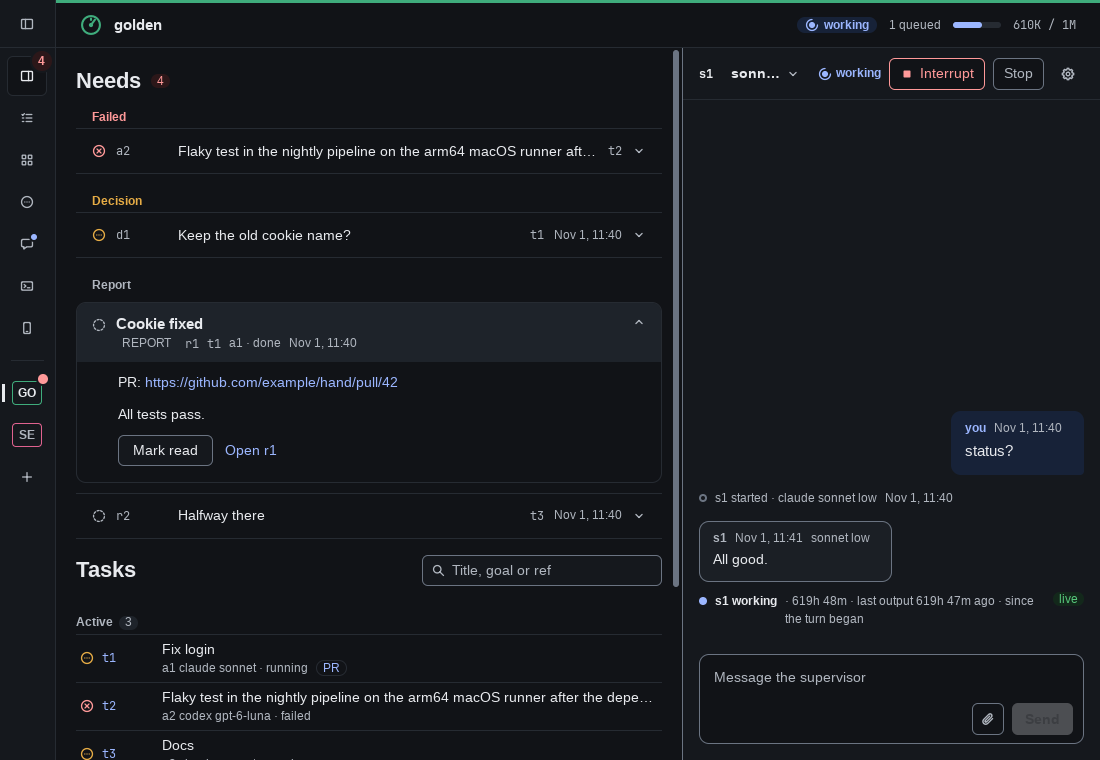 golden
working
1 queued
610K / 1M
4
Needs 4
Failed
a2 Flaky test in the nightly pipeline on the arm64 macOS runner aft… t2
Decision
d1 Keep the old cookie name? t1 Nov 1, 11:40
Report
Cookie fixed
REPORT r1 t1 a1 · done Nov 1, 11:40
PR: https://github.com/example/hand/pull/42
All tests pass.
Mark read Open r1
r2 Halfway there t3 Nov 1, 11:40
Tasks
Title, goal or ref
Active 3
t1 Fix login
a1 claude sonnet · running PR
t2 Flaky test in the nightly pipeline on the arm64 macOS runner after the depe…
a2 codex gpt-6-luna · failed
t3 Docs
GO
SE
s1 sonn… working Interrupt Stop
you Nov 1, 11:40
status?
s1 started · claude sonnet low Nov 1, 11:40
s1 Nov 1, 11:41 sonnet low
All good.
s1 working · 619h 48m · last output 619h 47m ago · since
the turn began
live
Message the supervisor
Send